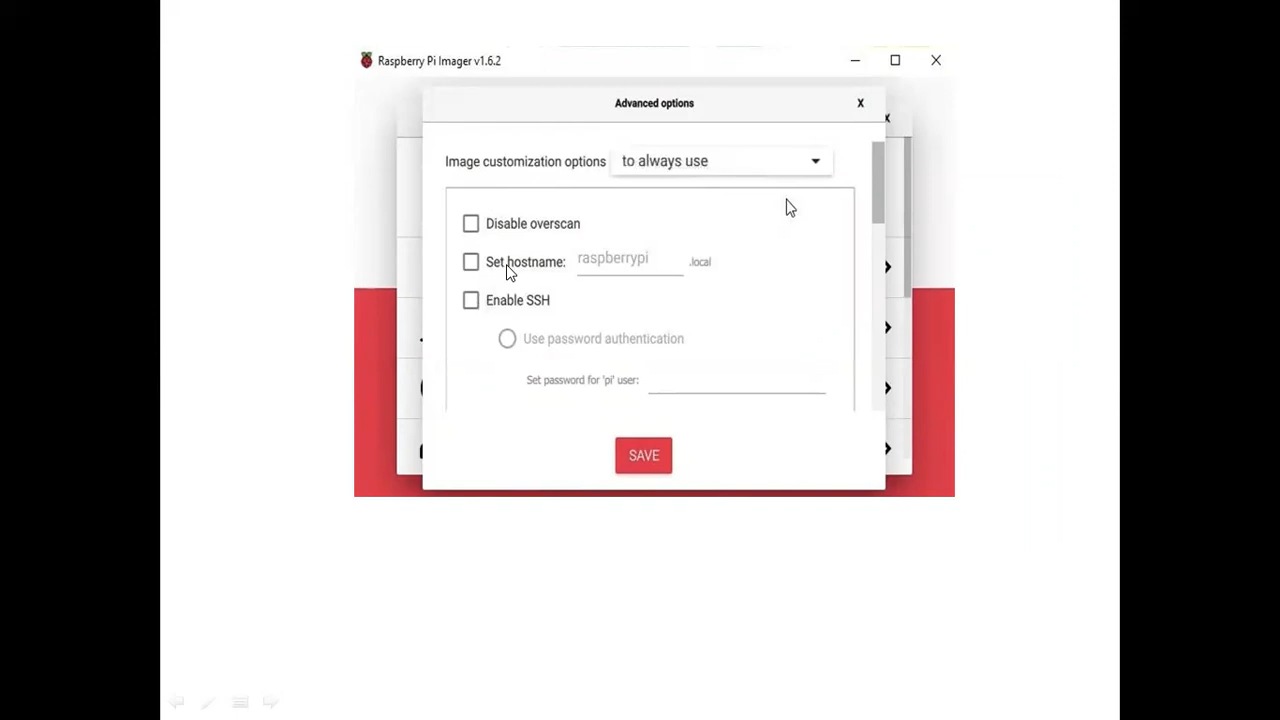 Raspberry Pi Imager v1.6.2
Advanced options
X
x
Image customization options to always use
Disable overscan
Set hostname: raspberrypi .local
Enable SSH
Use password authentication
Set password for 'pi' user:
SAVE